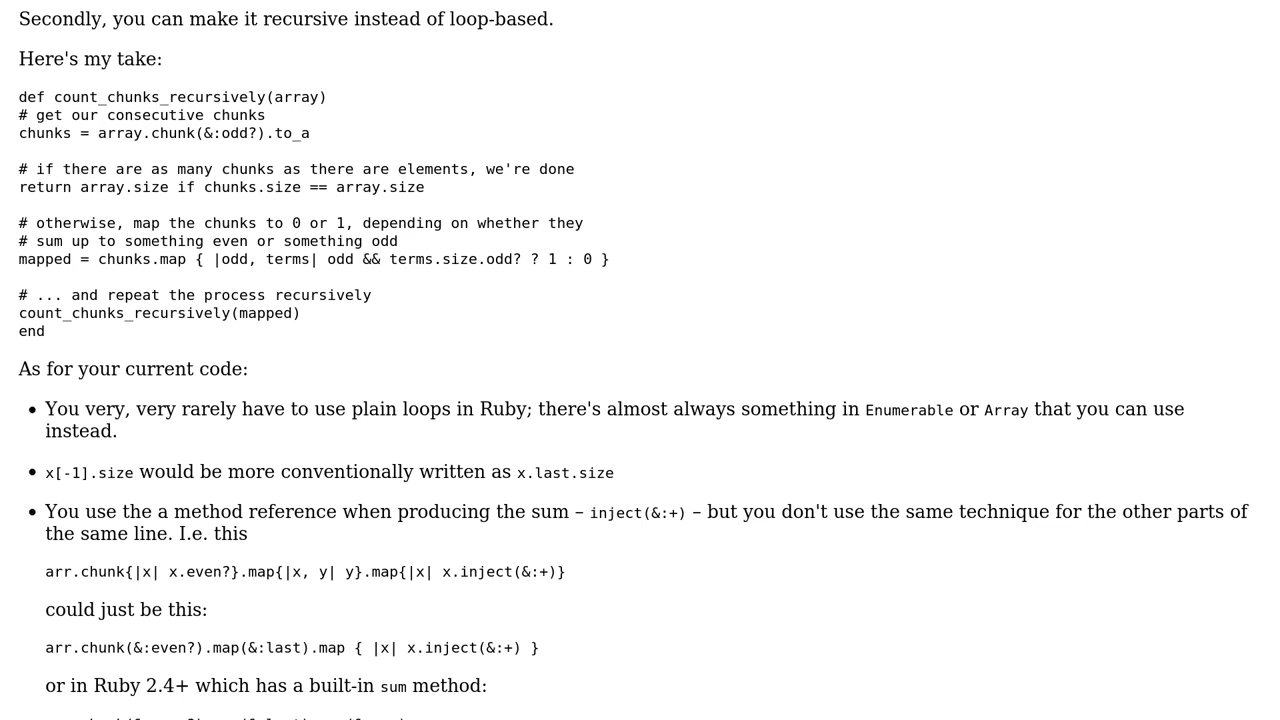 Secondly, you can make it recursive instead of loop-based.
Here's my take:
def count_chunks_recursively(array)
# get our consecutive chunks
chunks = array.chunk(&:odd?).to_a
# if there are as many chunks as there are elements, we're done
return array.size if chunks.size == array.size
# otherwise, map the chunks to 0 or 1, depending on whether they
# sum up to something even or something odd
mapped = chunks.map { |odd, terms| odd && terms.size.odd? ? 1 : 0 }
# ... and repeat the process recursively
count_chunks_recursively(mapped)
end
As for your current code:
• You very, very rarely have to use plain loops in Ruby; there's almost always something in Enumerable or Array that you can use
instead.
• x[-1].size would be more conventionally written as x.last.size
• You use the a method reference when producing the sum – inject(&:+) – but you don't use the same technique for the other parts of
the same line. I.e. this
arr.chunk{|x| x.even?}.map{|x, y| y}.map{|x| x.inject(&:+)}
could just be this:
arr.chunk(&:even?).map(&:last).map { |x| x.inject(&:+) }
or in Ruby 2.4+ which has a built-in sum method: